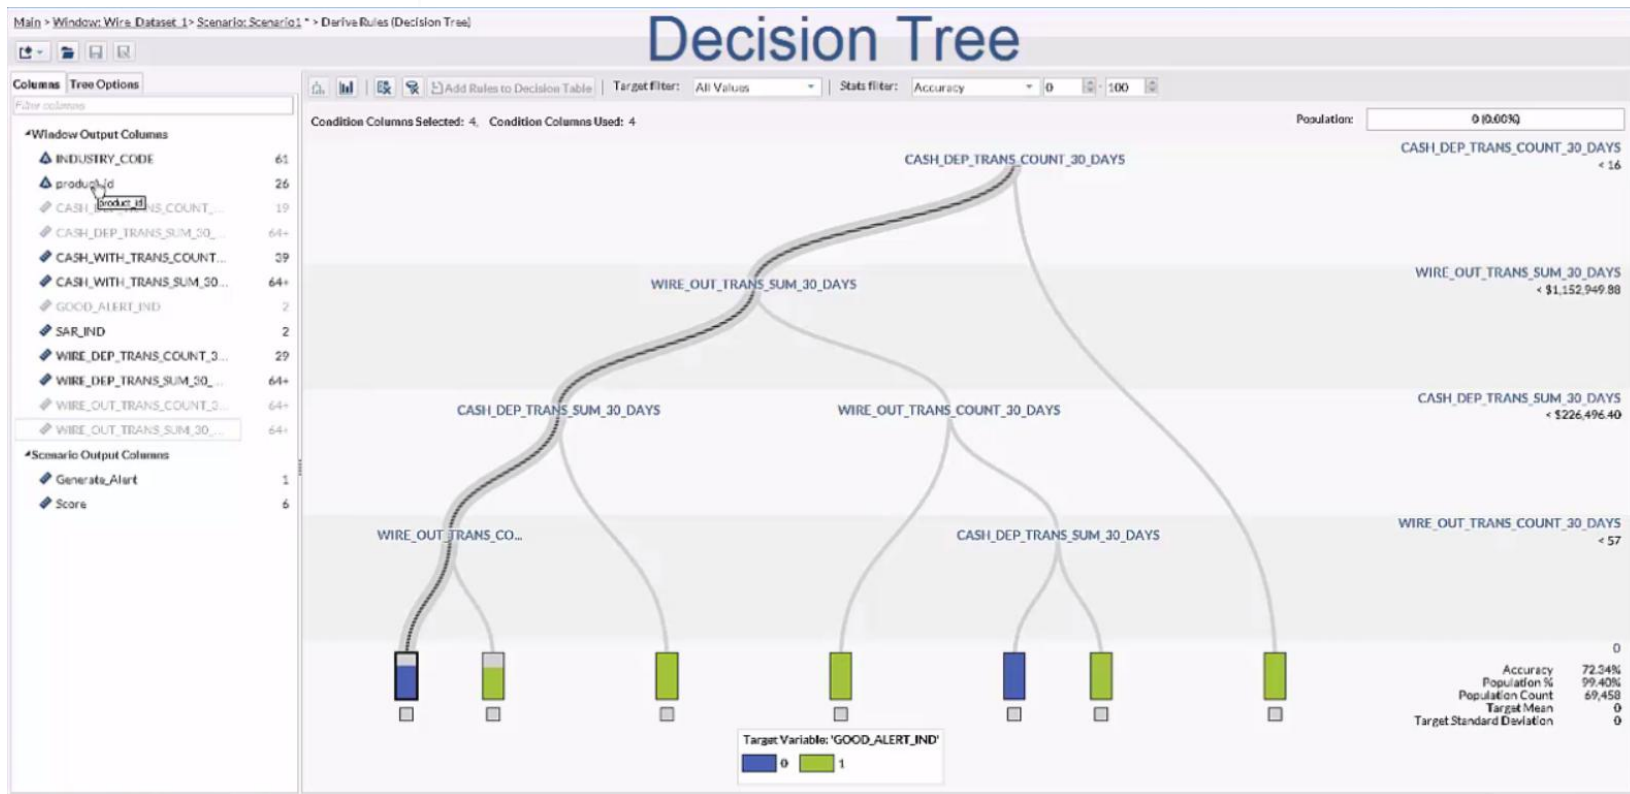 Main > Window: Wire_Dataset_1> Scenario: Scenario1 * > Derive Rules (Decision Tree)
Decision Tree
Columns Tree Options
Add Rules to Decision Table Target filter: All Values Stats filter: Accuracy 0 - 100
Filter columns
Condition Columns Selected: 4, Condition Columns Used: 4 Population: 0 (0.00%)
Window Output Columns
INDUSTRY_CODE 61
product_id 26
product_id
CASH_DEP_TRANS_COUNT_... 19
CASH_DEP_TRANS_SUM_30_... 64+
CASH_WITH_TRANS_COUNT... 39
CASH_WITH_TRANS_SUM_30... 64+
GOOD_ALERT_IND 2
SAR_IND 2
WIRE_DEP_TRANS_COUNT_3... 29
WIRE_DEP_TRANS_SUM_30_... 64+
WIRE_OUT_TRANS_COUNT_3... 64+
WIRE_OUT_TRANS_SUM_30_... 64+
Scenario Output Columns
Generate_Alert 1
Score 6
CASH_DEP_TRANS_COUNT_30_DAYS
CASH_DEP_TRANS_COUNT_30_DAYS
< 16
WIRE_OUT_TRANS_SUM_30_DAYS
WIRE_OUT_TRANS_SUM_30_DAYS
< $1,152,949.88
CASH_DEP_TRANS_SUM_30_DAYS
WIRE_OUT_TRANS_COUNT_30_DAYS
CASH_DEP_TRANS_SUM_30_DAYS
< $226,496.40
WIRE_OUT_TRANS_CO...
CASH_DEP_TRANS_SUM_30_DAYS
WIRE_OUT_TRANS_COUNT_30_DAYS
< 57
0
Accuracy 72.34%
Population % 99.40%
Population Count 69,458
Target Mean 0
Target Standard Deviation 0
Target Variable: 'GOOD_ALERT_IND'
0 1